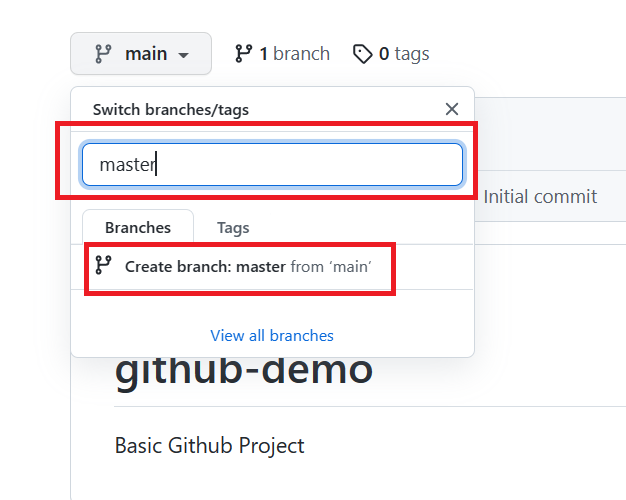 main 1 branch 0 tags
Switch branches/tags
master
Initial commit
Branches Tags
Create branch: master from ‘main’
View all branches
github-demo
Basic Github Project